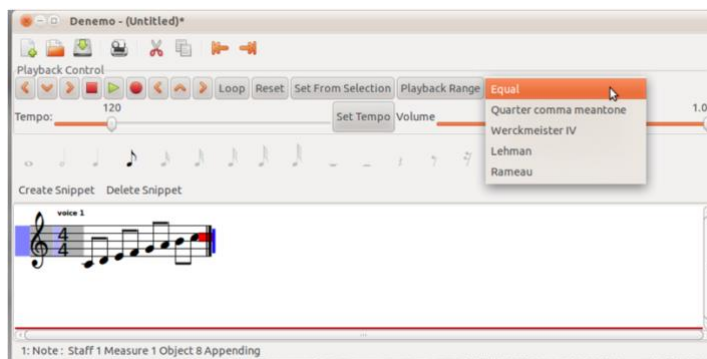 Denemo - (Untitled)*
Playback Control
Loop Reset Set From Selection Playback Range Equal
Quarter comma meantone
Werckmeister IV
Lehman
Rameau
Tempo: 120 Set Tempo Volume 1.0
Create Snippet Delete Snippet
voice 1
4
4
1: Note : Staff 1 Measure 1 Object 8 Appending